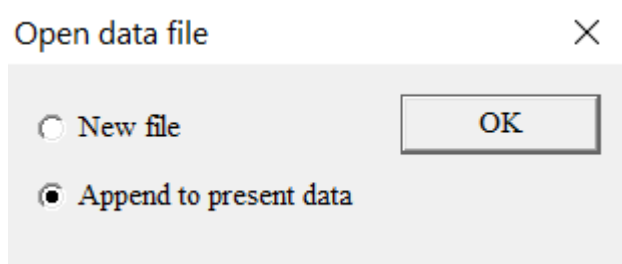 Open data file
New file
OK
Append to present data